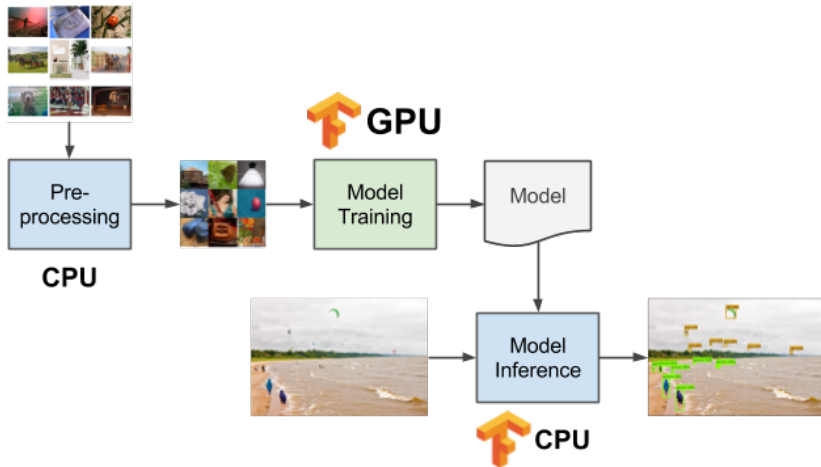 GPU
Pre-
processing
Model
Training
Model
CPU
Model
Inference
CPU